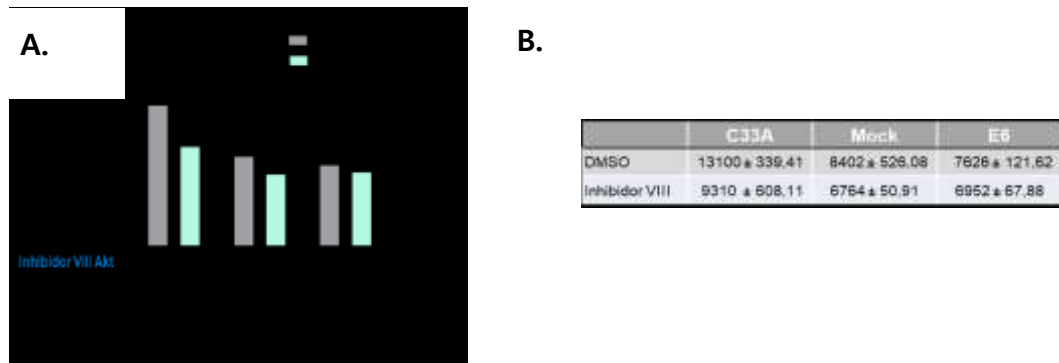 A.
B.
C33A Mock E6
DMSO 13100 ± 339,41 8402 ± 526,08 7626 ± 121,62
Inhibidor VIII 9310 ± 608,11 6764 ± 50,91 6952 ± 67,88
Inhibidor VIII Akt